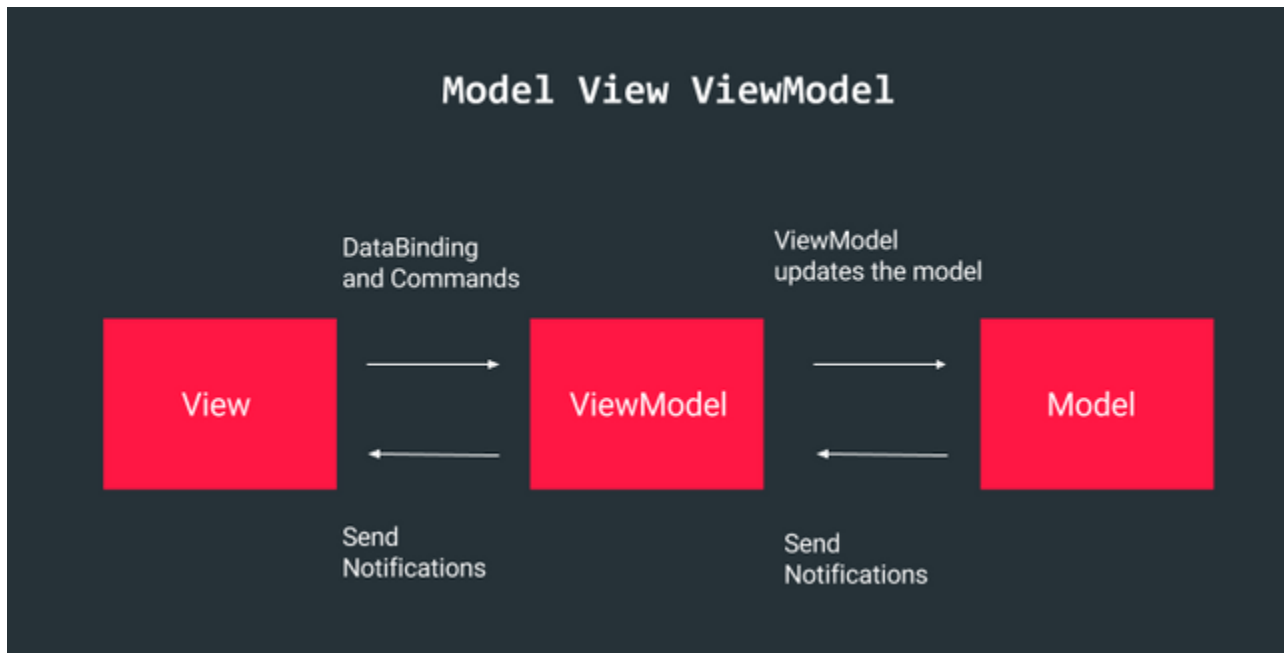 Model View ViewModel
DataBinding
and Commands
ViewModel
updates the model
View
ViewModel
Model
Send
Notifications
Send
Notifications